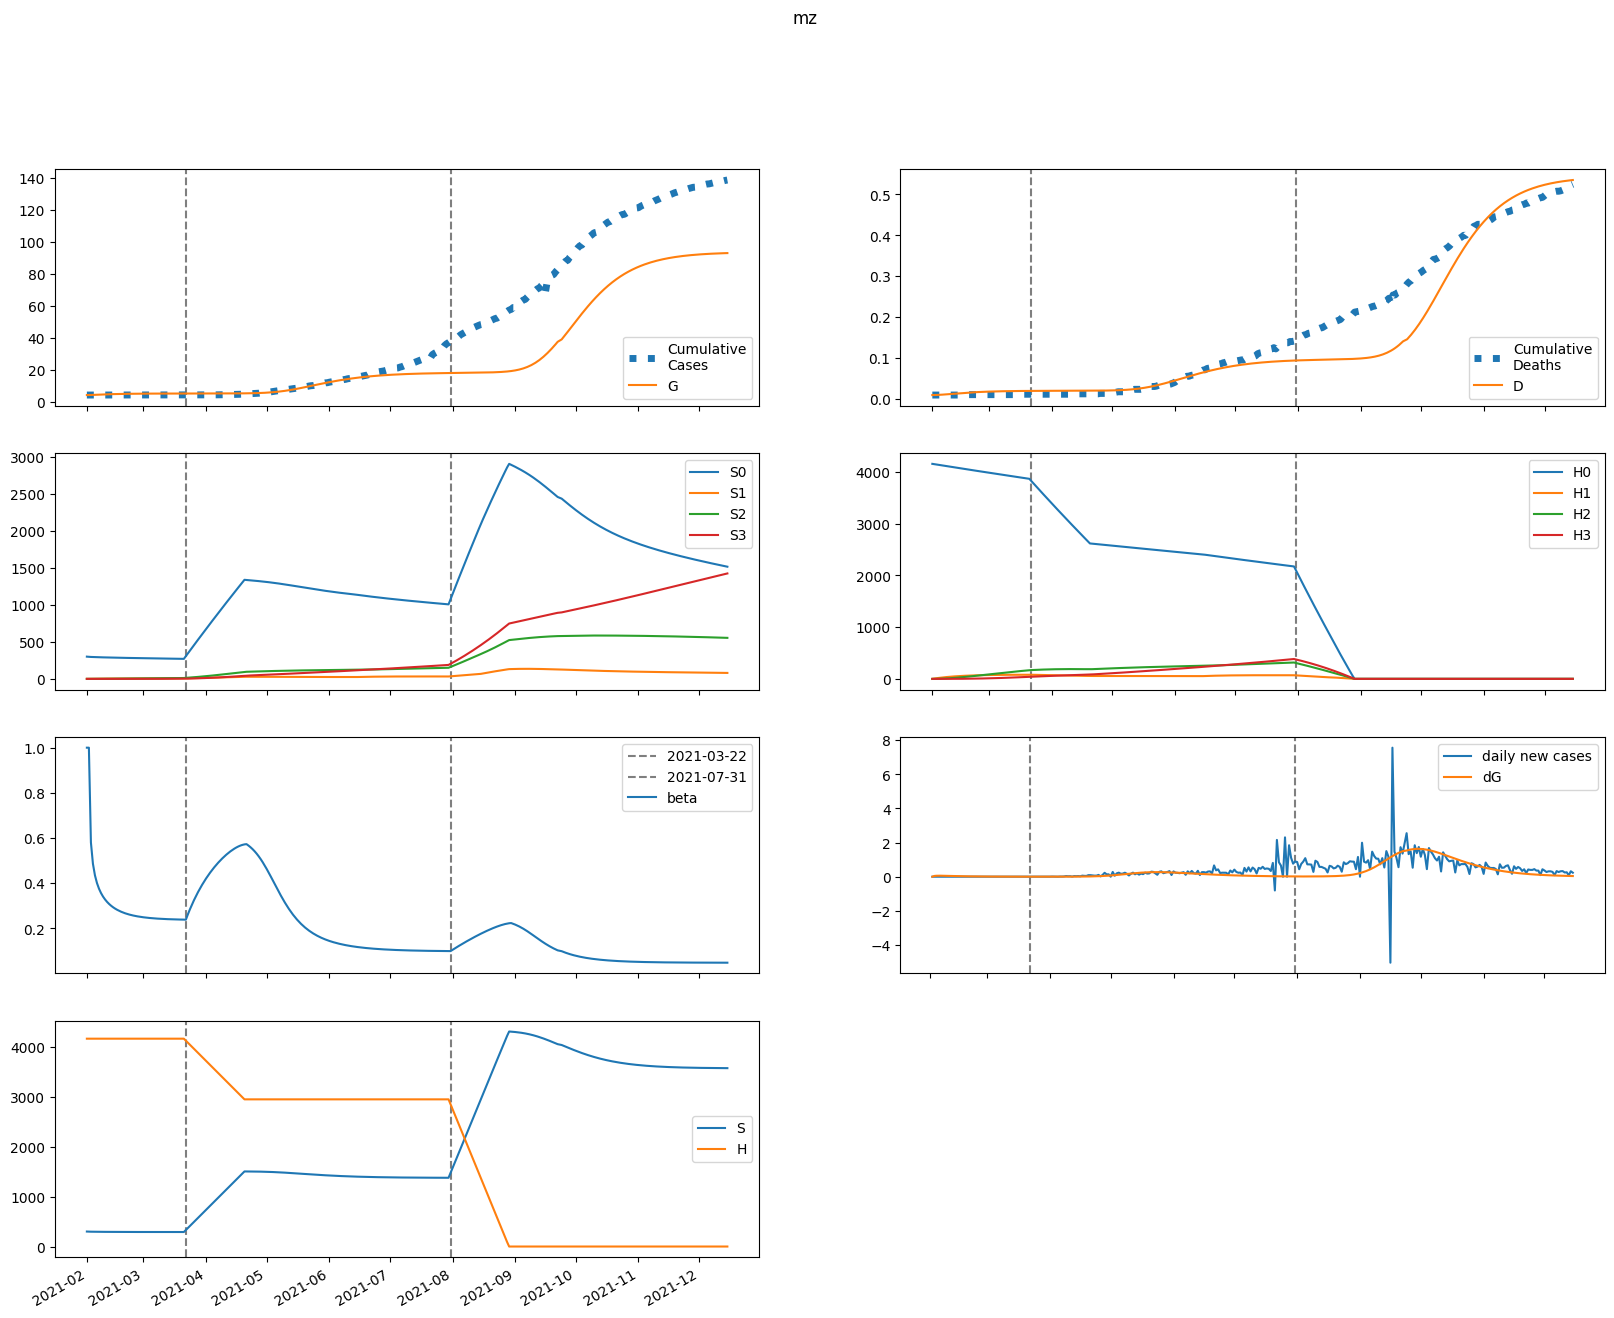 mz
140
120
100
80
60
40
20
0
Cumulative
Cases
G
0.5
0.4
0.3
0.2
0.1
0.0
Cumulative
Deaths
D
3000
2500
2000
1500
1000
500
0
S0
S1
S2
S3
4000
3000
2000
1000
0
H0
H1
H2
H3
1.0
0.8
0.6
0.4
0.2
2021-03-22
2021-07-31
beta
8
6
4
2
0
−2
−4
daily new cases
dG
4000
3000
2000
1000
0
S
H
2021-02
2021-03
2021-04
2021-05
2021-06
2021-07
2021-08
2021-09
2021-10
2021-11
2021-12